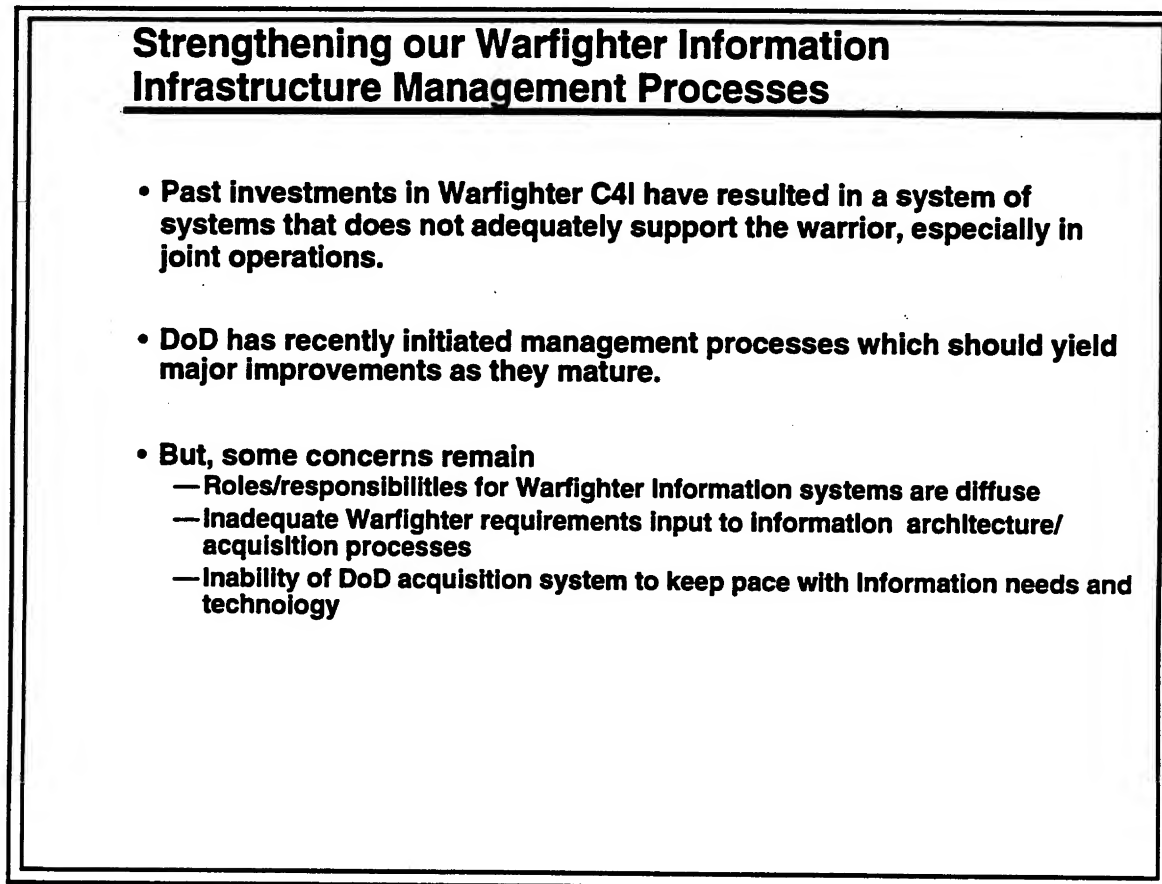 Strengthening our Warfighter Information
Infrastructure Management Processes
• Past investments in Warfighter C4I have resulted in a system of
systems that does not adequately support the warrior, especially in
joint operations.
• DoD has recently initiated management processes which should yield
major improvements as they mature.
• But, some concerns remain
—Roles/responsibilities for Warfighter Information systems are diffuse
—Inadequate Warfighter requirements input to information architecture/
acquisition processes
—Inability of DoD acquisition system to keep pace with Information needs and
technology